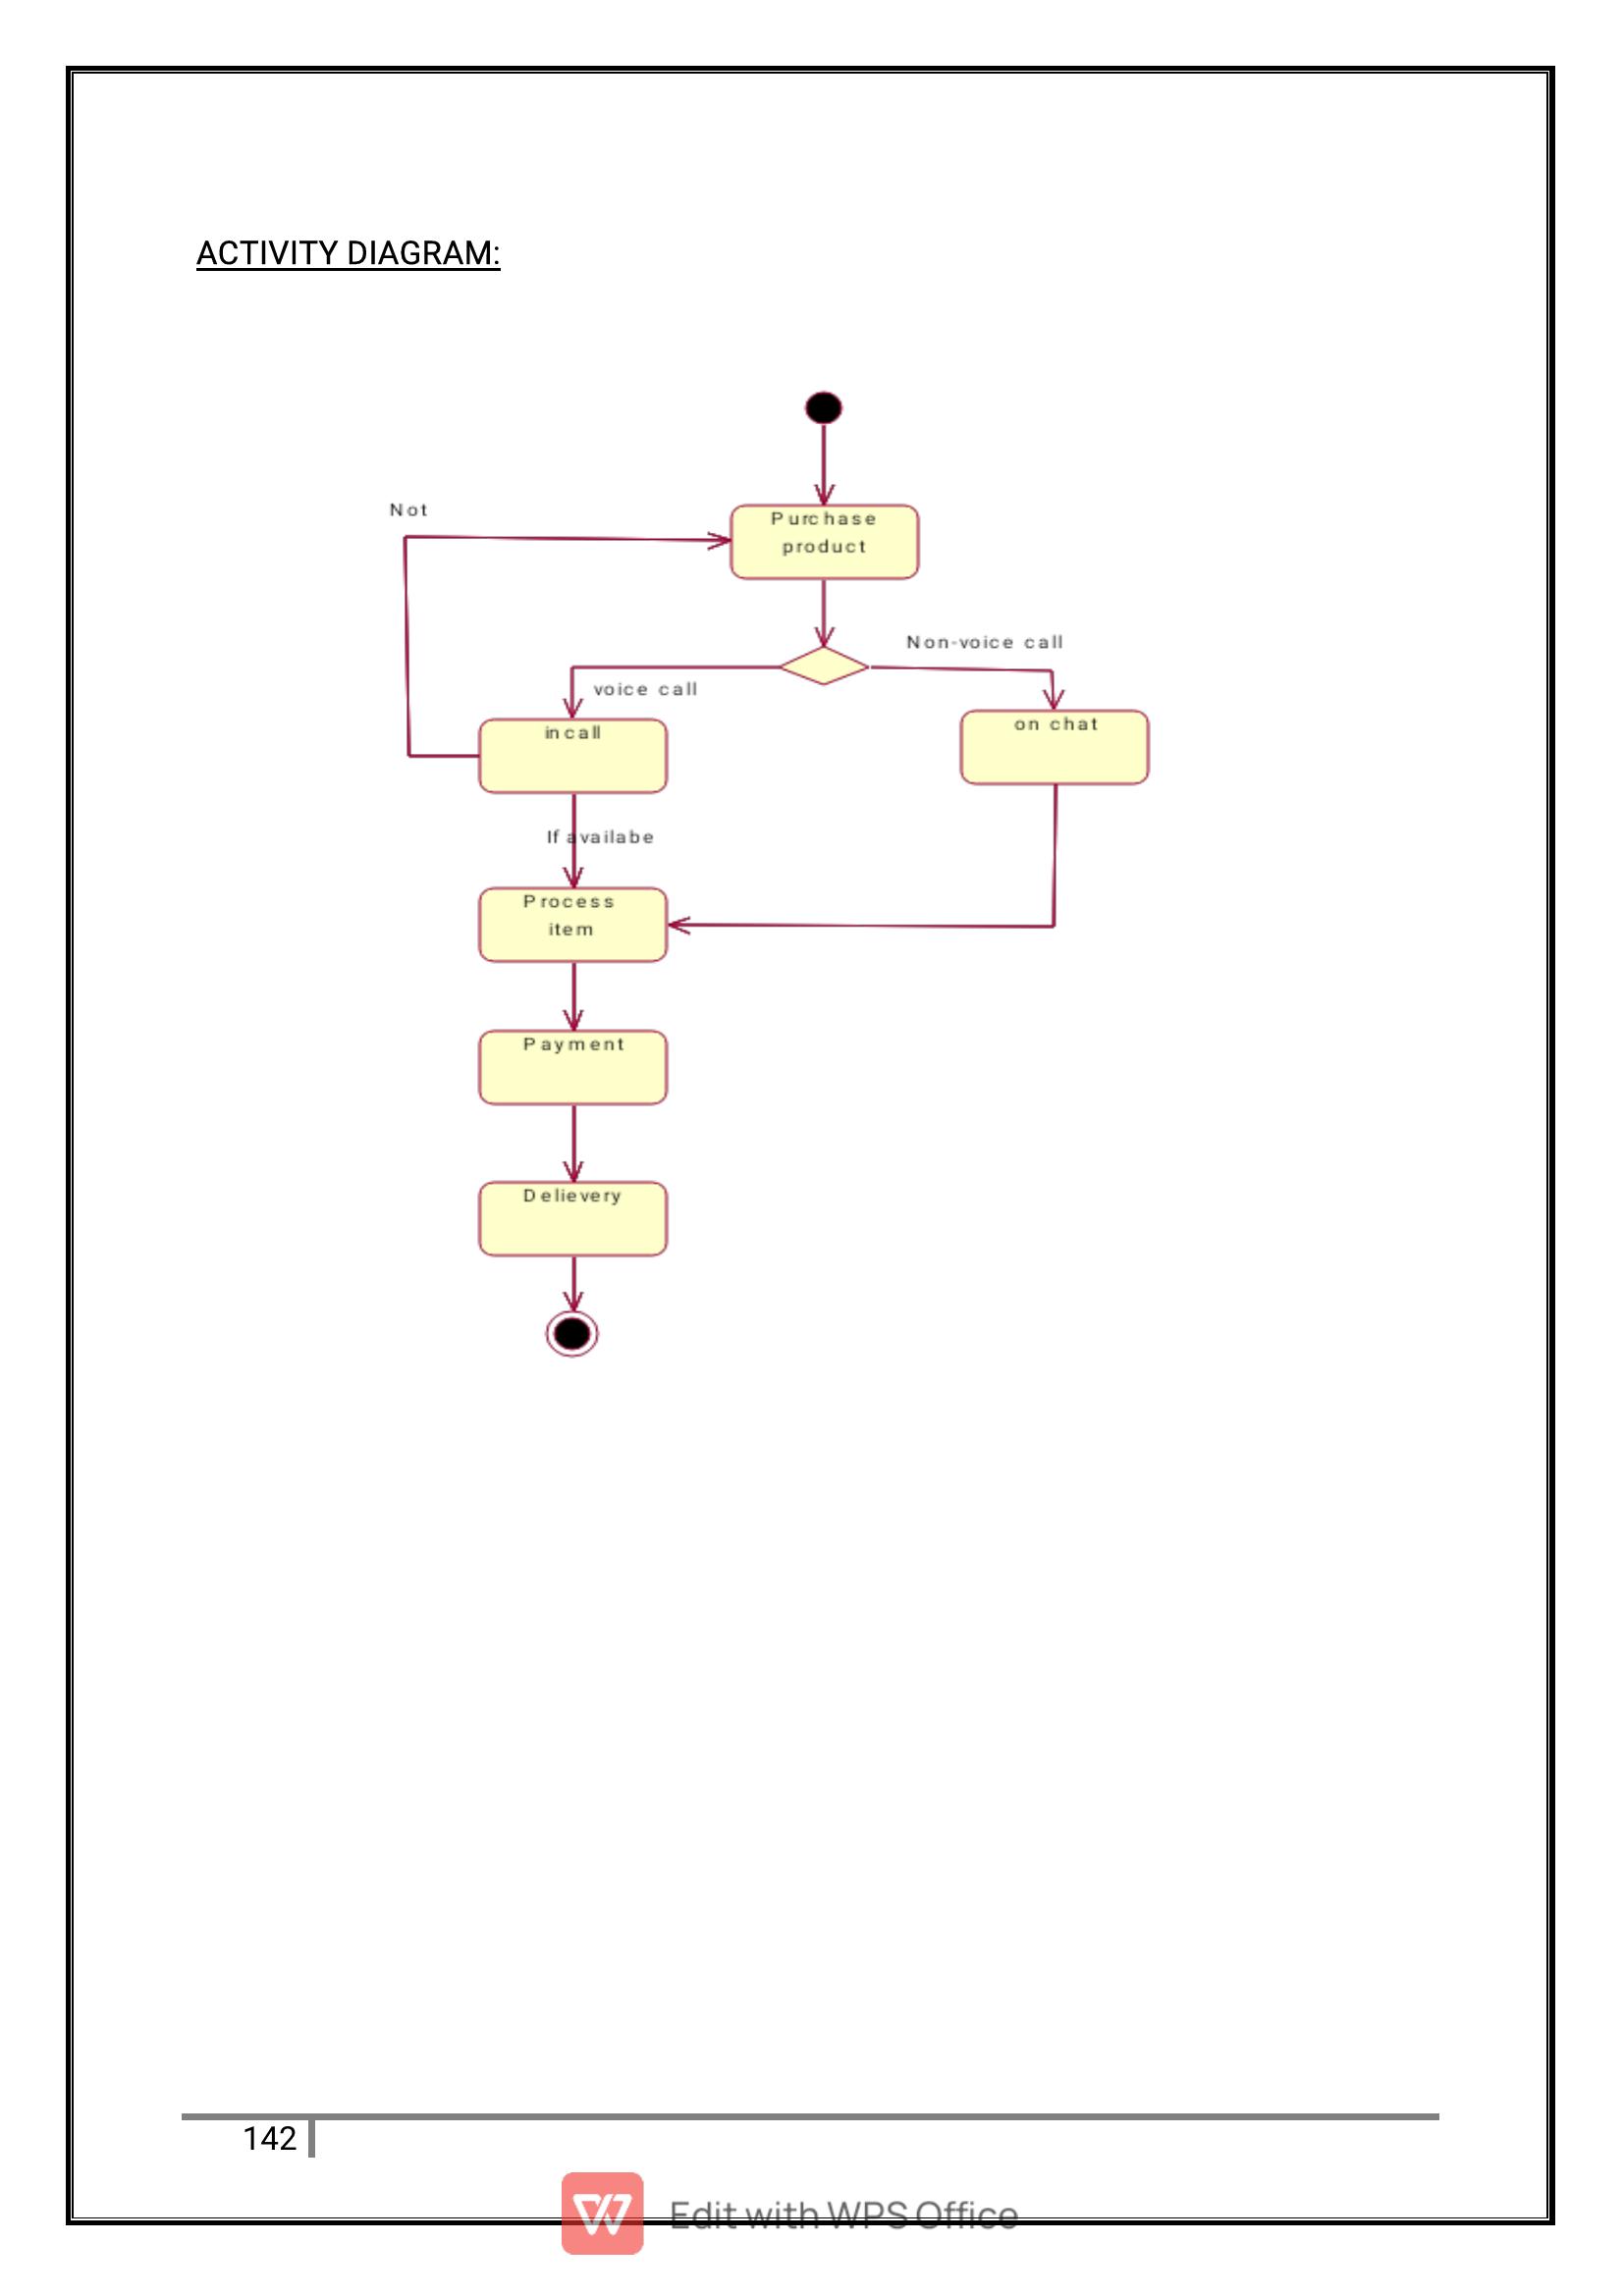 ACTIVITY DIAGRAM:
Not
Purchase
product
Non-voice call
voice call
in call
on chat
If availabe
Process
item
Payment
Delievery
142
Edit with WPS Office